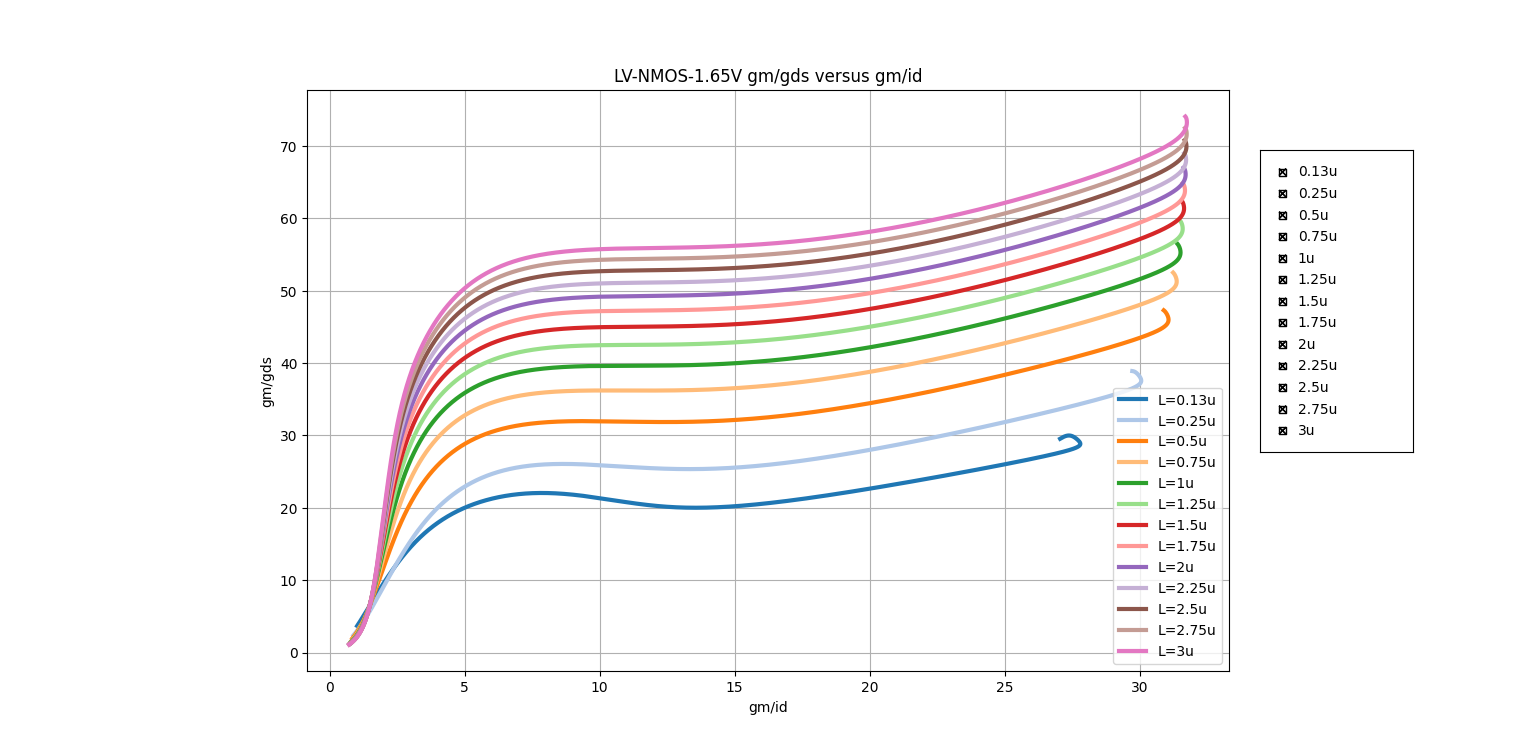 LV-NMOS-1.65V gm/gds versus gm/id
gm/gds
70
60
50
40
30
20
10
0
0 5 10 15 20 25 30
gm/id
L=0.13u
L=0.25u
L=0.5u
L=0.75u
L=1u
L=1.25u
L=1.5u
L=1.75u
L=2u
L=2.25u
L=2.5u
L=2.75u
L=3u
0.13u
0.25u
0.5u
0.75u
1u
1.25u
1.5u
1.75u
2u
2.25u
2.5u
2.75u
3u